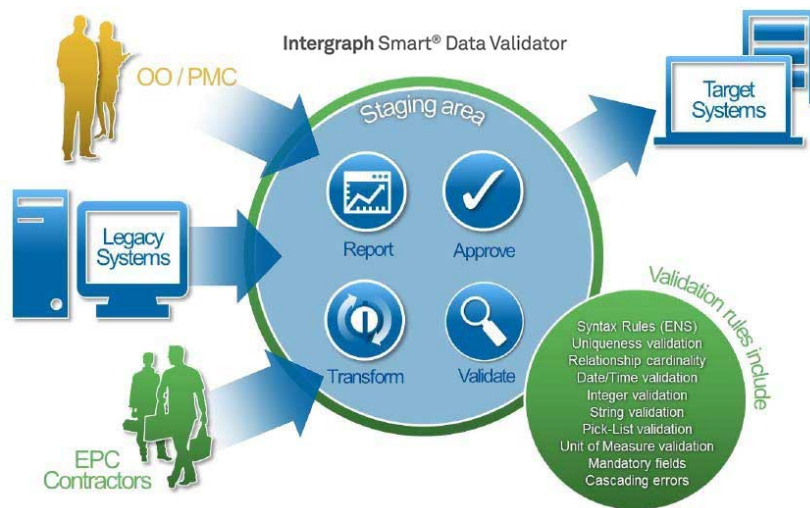 Intergraph Smart® Data Validator
OO / PMC
Legacy
Systems
EPC
Contractors
Staging area
Report
Approve
Transform
Validate
Target
Systems
Validation rules include
Syntax Rules (ENS)
Uniqueness validation
Relationship cardinality
Date/Time validation
Integer validation
String validation
Pick-List validation
Unit of Measure validation
Mandatory fields
Cascading errors